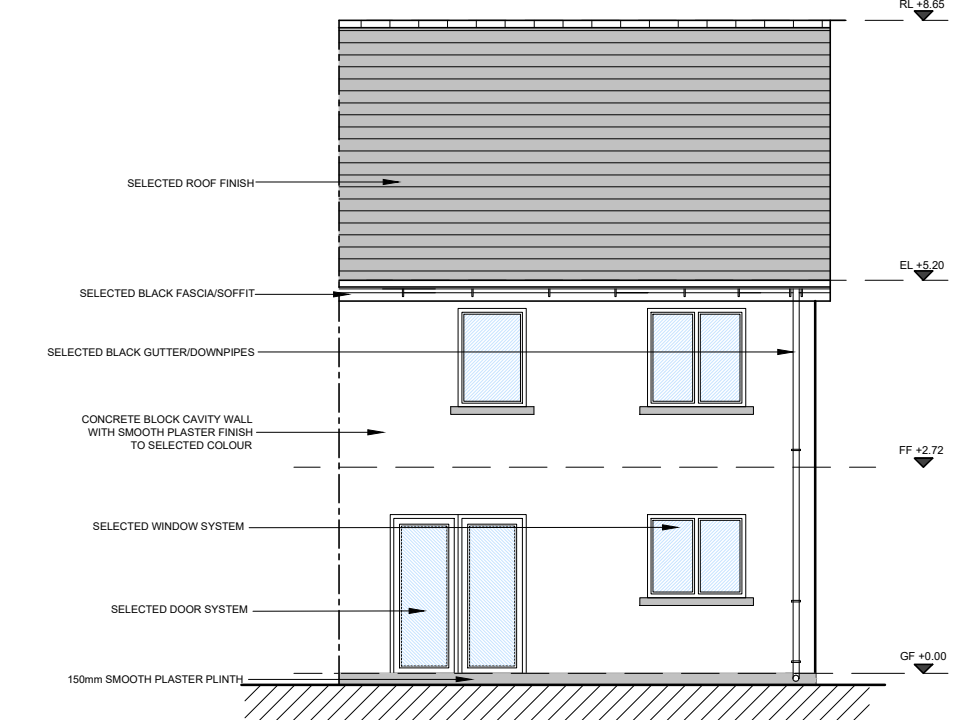 RL +8.65
SELECTED ROOF FINISH
EL +5.20
SELECTED BLACK FASCIA/SOFFIT
SELECTED BLACK GUTTER/DOWNPIPES
CONCRETE BLOCK CAVITY WALL
WITH SMOOTH PLASTER FINISH
TO SELECTED COLOUR
FF +2.72
SELECTED WINDOW SYSTEM
SELECTED DOOR SYSTEM
GF +0.00
150mm SMOOTH PLASTER PLINTH